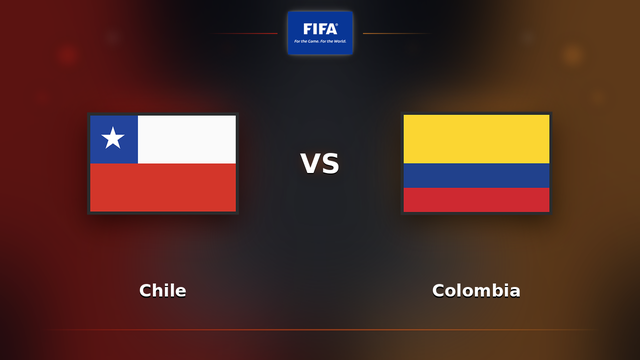 FIFA®
For the Game. For the World.
VS
Chile
Colombia